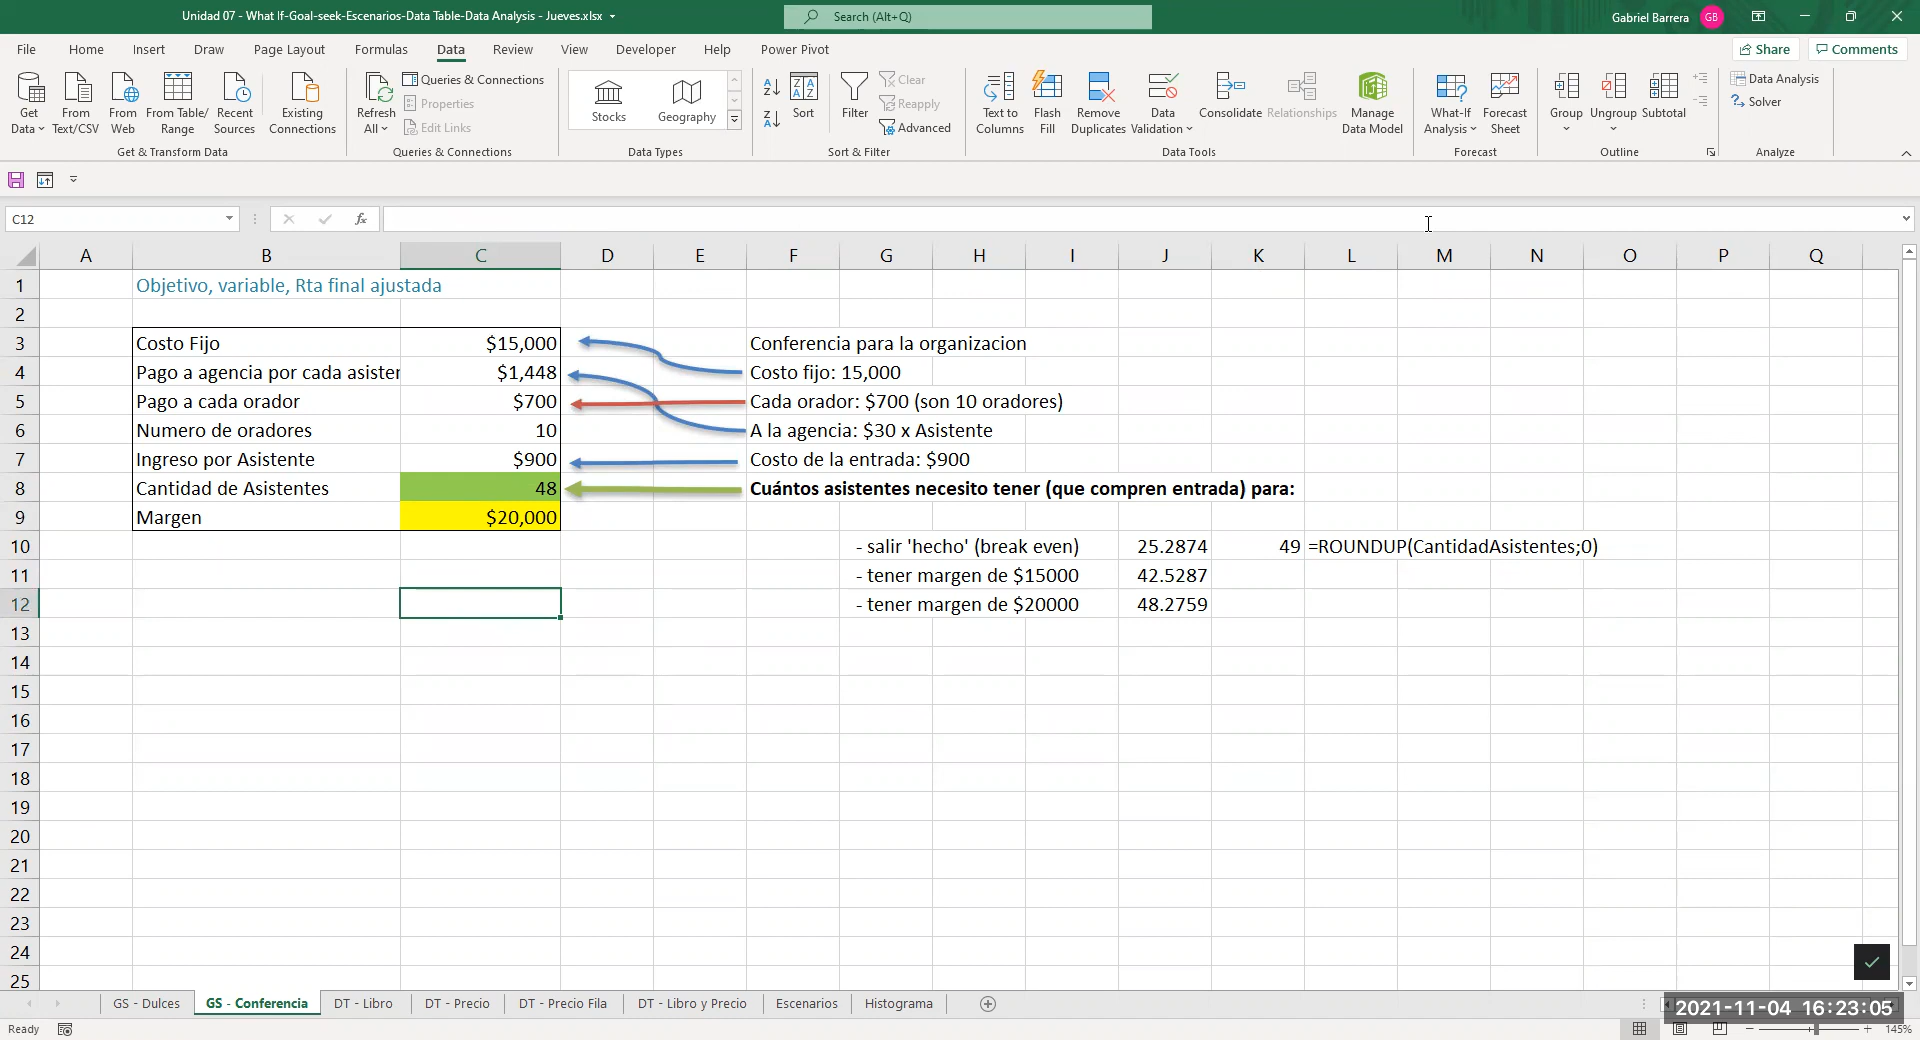 Unidad 07 - What If-Goal-seek-Escenarios-Data Table-Data Analysis - Jueves.xlsx
Search (Alt+Q)
Gabriel Barrera GB
File Home Insert Draw Page Layout Formulas Data Review View Developer Help Power Pivot Share Comments
Get Data
From Text/CSV
From Web
From Table/ Range
Recent Sources
Existing Connections
Get & Transform Data
Refresh All
Queries & Connections
Properties
Edit Links
Queries & Connections
Stocks
Geography
Data Types
Sort
Filter
Clear
Reapply
Advanced
Sort & Filter
Text to Columns
Flash Fill
Remove Duplicates
Data Validation
Consolidate
Relationships
Manage Data Model
Data Tools
What-If Analysis
Forecast Sheet
Forecast
Group
Ungroup
Subtotal
Outline
Data Analysis
Solver
Analyze
C12 fx
A B C D E F G H I J K L M N O P Q
1 Objetivo, variable, Rta final ajustada
2
3 Costo Fijo $15,000 Conferencia para la organizacion
4 Pago a agencia por cada asister $1,448 Costo fijo: 15,000
5 Pago a cada orador $700 Cada orador: $700 (son 10 oradores)
6 Numero de oradores 10 A la agencia: $30 x Asistente
7 Ingreso por Asistente $900 Costo de la entrada: $900
8 Cantidad de Asistentes 48 Cuántos asistentes necesito tener (que compren entrada) para:
9 Margen $20,000
10 - salir 'hecho' (break even) 25.2874 49 =ROUNDUP(CantidadAsistentes;0)
11 - tener margen de $15000 42.5287
12 - tener margen de $20000 48.2759
13
14
15
16
17
18
19
20
21
22
23
24
25
GS - Dulces GS - Conferencia DT - Libro DT - Precio DT - Precio Fila DT - Libro y Precio Escenarios Histograma
2021-11-04 16:23:05
Ready 145%